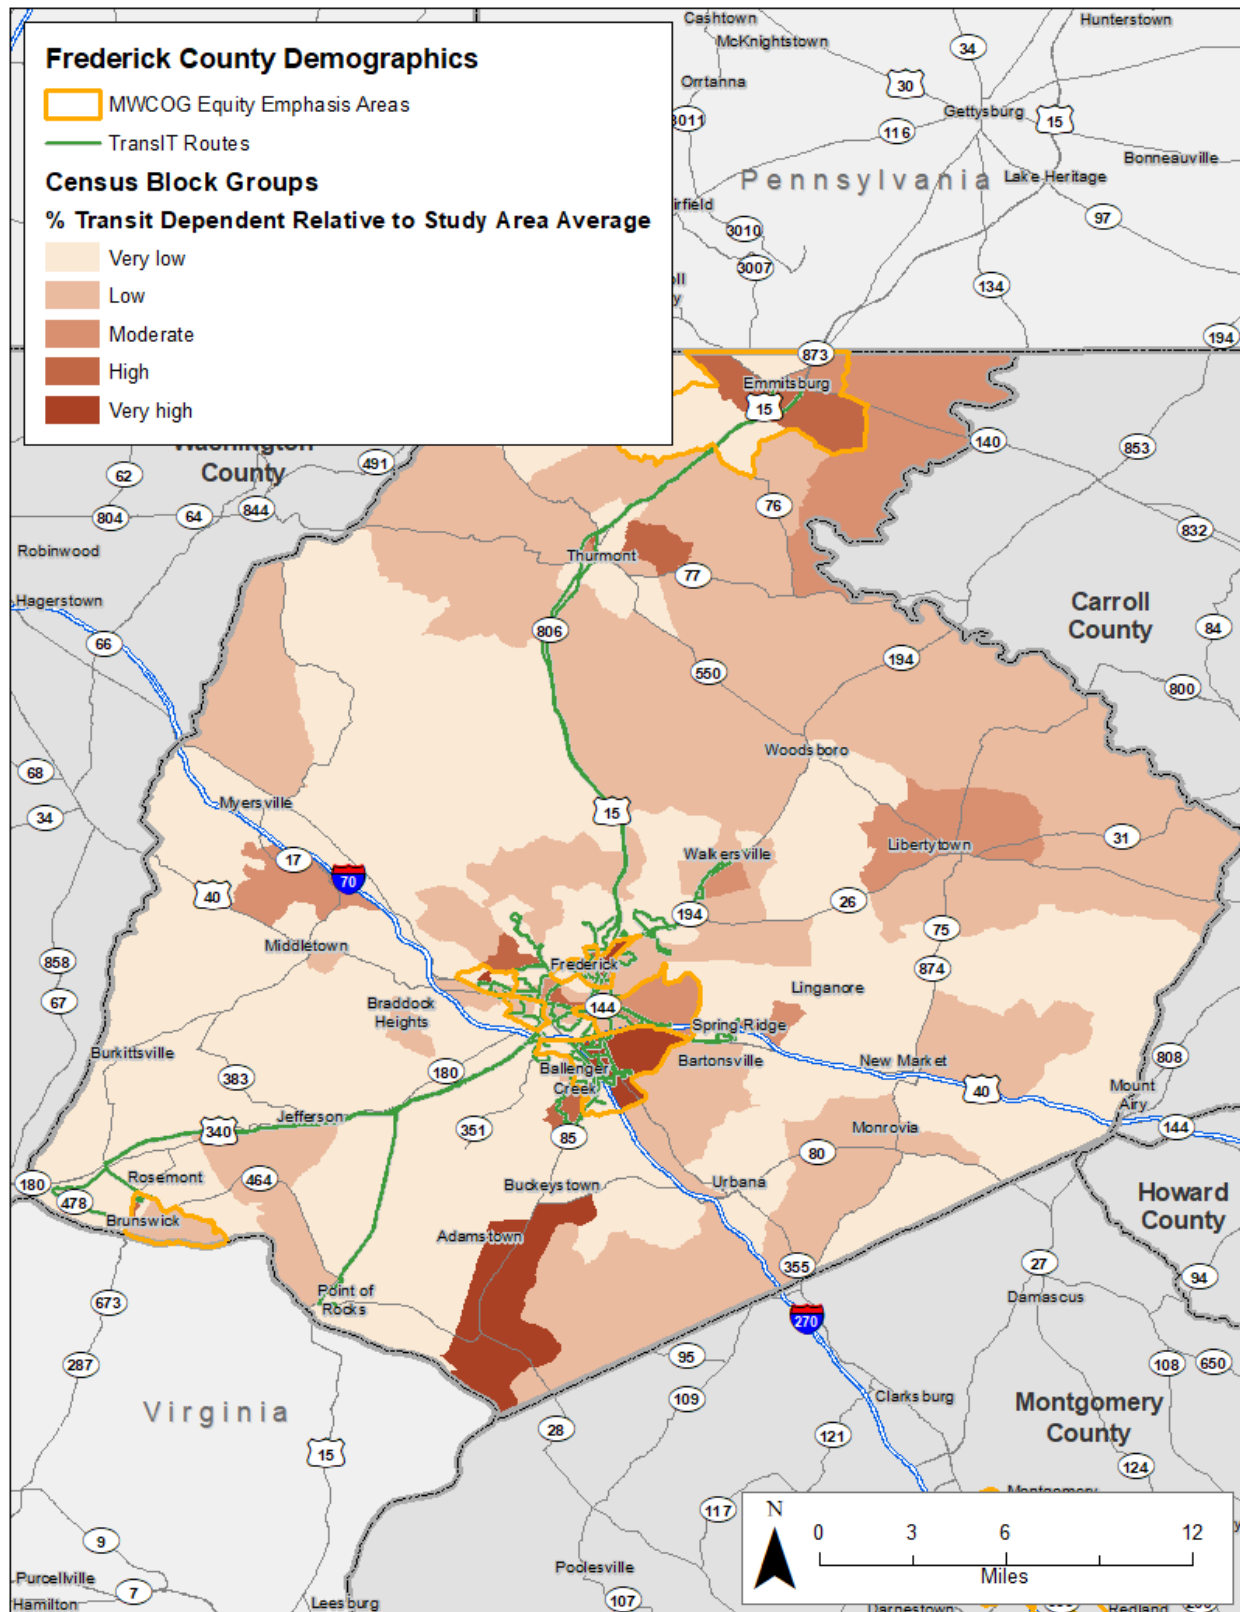 Frederick County Demographics
MWCOG Equity Emphasis Areas
TransIT Routes
Census Block Groups
% Transit Dependent Relative to Study Area Average
Very low
Low
Moderate
High
Very high
Cashtown
Hunterstown
McKnightstown
34
Orrtanna
30
Gettysburg
15
3011
116
Bonneauville
Pennsylvania
Lake Heritage
irfield
97
3010
3007
134
194
873
Emmitsburg
15
140
853
Washington
County
491
62
804
64
844
76
832
Robinwood
Thurmont
77
Hagerstown
Carroll
County
66
806
84
194
550
800
Woodsboro
68
Myersville
34
15
31
Walkersville
Libertytown
17
70
40
26
194
75
Middletown
858
Frederick
874
67
Linganore
Braddock
Heights
144
Spring Ridge
Burkittsville
Bartonsville
808
New Market
383
180
Ballenger
Creek
40
Mount
Airy
Jefferson
340
351
85
Monrovia
144
80
180
Rosemont
464
Buckeystown
Urbana
478
Howard
County
Brunswick
Adamstown
355
27
94
Point of
Rocks
673
Damascus
270
287
95
108
650
109
Clarksburg
Virginia
Montgomery
County
28
121
15
124
Montgomery
117
N
0
3
6
12
Miles
9
Poolesville
Purcellville
7
107
Hamilton
Leesburg
Darnestown
Redland